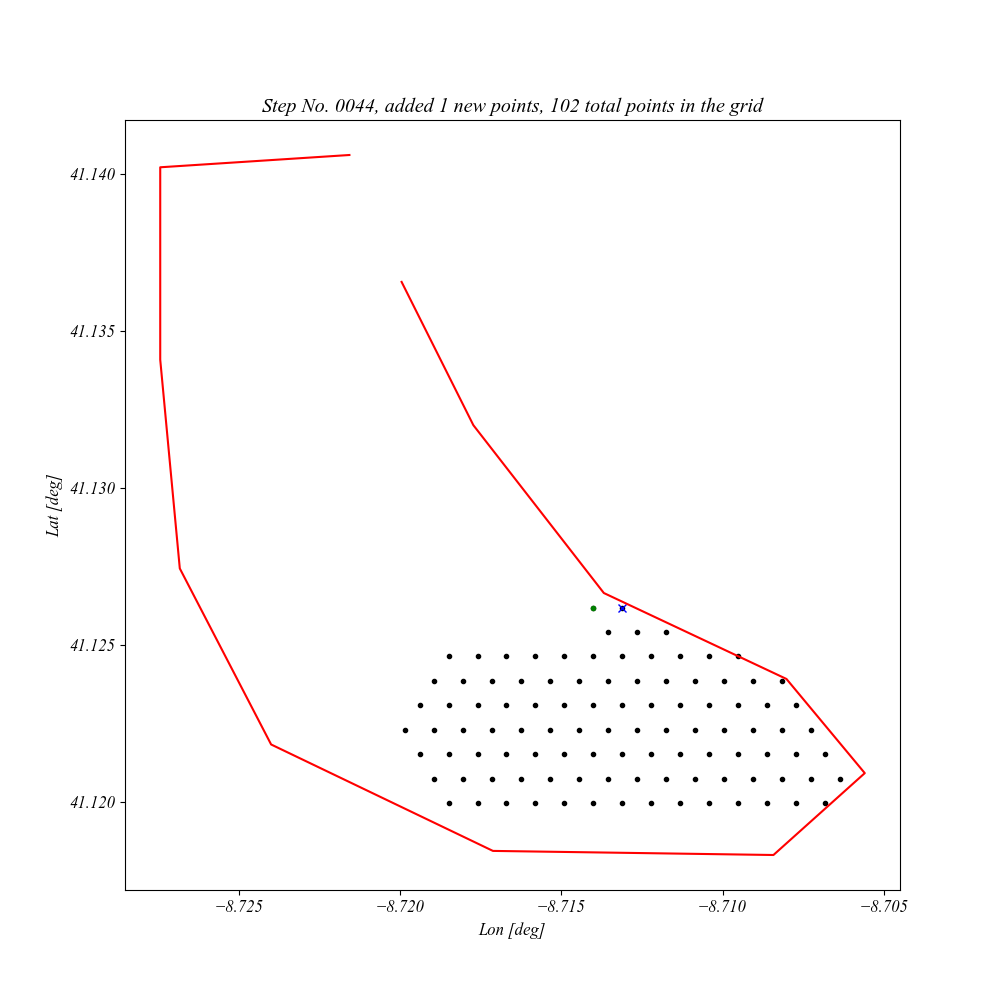 Step No. 0044, added 1 new points, 102 total points in the grid
41.140
41.135
41.130
41.125
41.120
Lat [deg]
−8.725 −8.720 −8.715 −8.710 −8.705
Lon [deg]